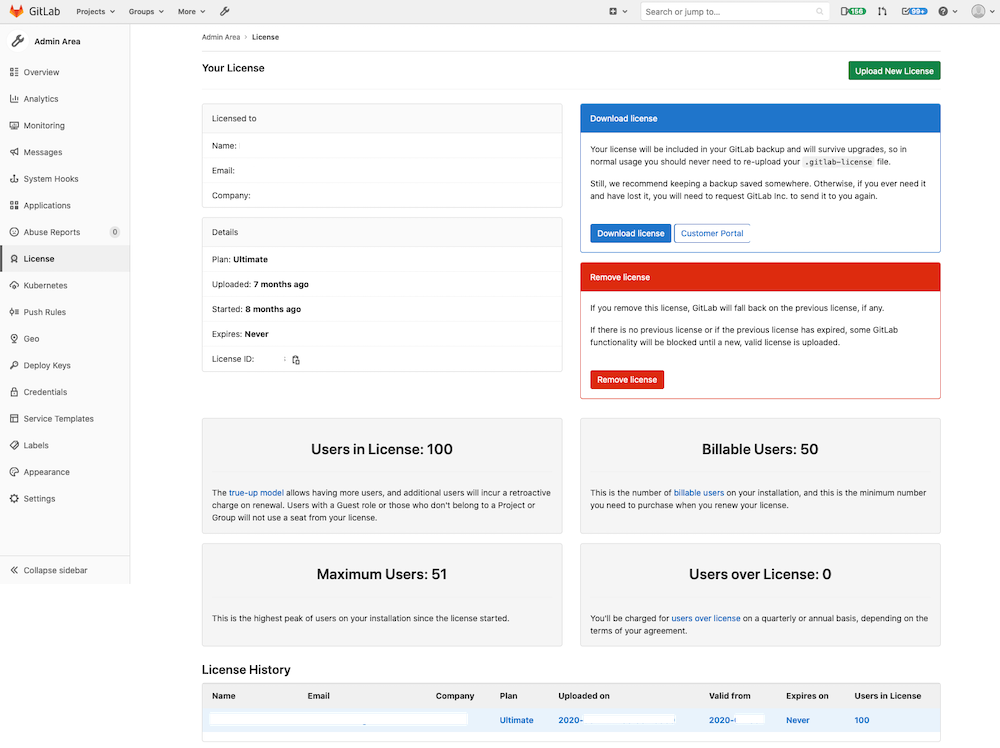 GitLab Projects Groups More Search or jump to... 156 99+
Admin Area
Overview
Analytics
Monitoring
Messages
System Hooks
Applications
Abuse Reports 0
License
Kubernetes
Push Rules
Geo
Deploy Keys
Credentials
Service Templates
Labels
Appearance
Settings
Collapse sidebar
Admin Area › License
Your License
Upload New License
Licensed to
Name:
Email:
Company:
Details
Plan: Ultimate
Uploaded: 7 months ago
Started: 8 months ago
Expires: Never
License ID:
Download license
Your license will be included in your GitLab backup and will survive upgrades, so in
normal usage you should never need to re-upload your .gitlab-license file.
Still, we recommend keeping a backup saved somewhere. Otherwise, if you ever need it
and have lost it, you will need to request GitLab Inc. to send it to you again.
Download license Customer Portal
Remove license
If you remove this license, GitLab will fall back on the previous license, if any.
If there is no previous license or if the previous license has expired, some GitLab
functionality will be blocked until a new, valid license is uploaded.
Remove license
Users in License: 100
The true-up model allows having more users, and additional users will incur a retroactive
charge on renewal. Users with a Guest role or those who don't belong to a Project or
Group will not use a seat from your license.
Billable Users: 50
This is the number of billable users on your installation, and this is the minimum number
you need to purchase when you renew your license.
Maximum Users: 51
This is the highest peak of users on your installation since the license started.
Users over License: 0
You'll be charged for users over license on a quarterly or annual basis, depending on the
terms of your agreement.
License History
Name Email Company Plan Uploaded on Valid from Expires on Users in License
Ultimate 2020- 2020- Never 100